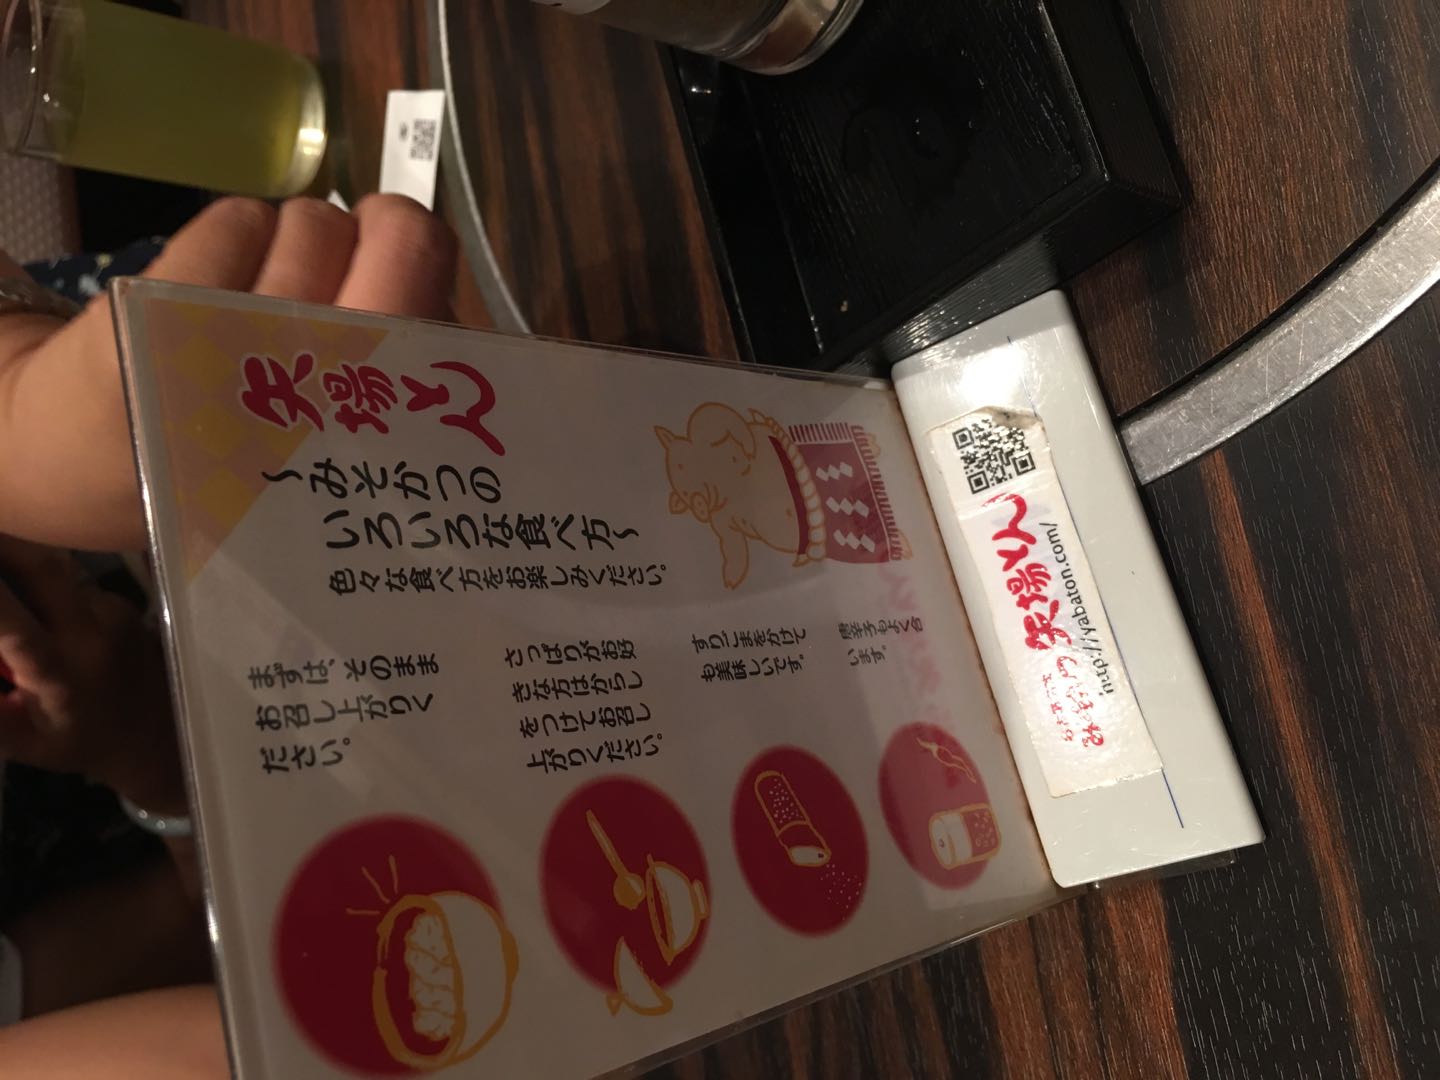 矢場とん
～みそかつの
いろいろな食べ方～
色々な食べ方をお楽しみください。
まずは、そのまま
お召し上がりく
ださい。
さっぱりがお好
きな方はからし
をつけてお召し
上がりください。
すりごまをかけて
も美味しいです。
唐辛子もよく合
います。
矢場とん
http://yabaton.com/